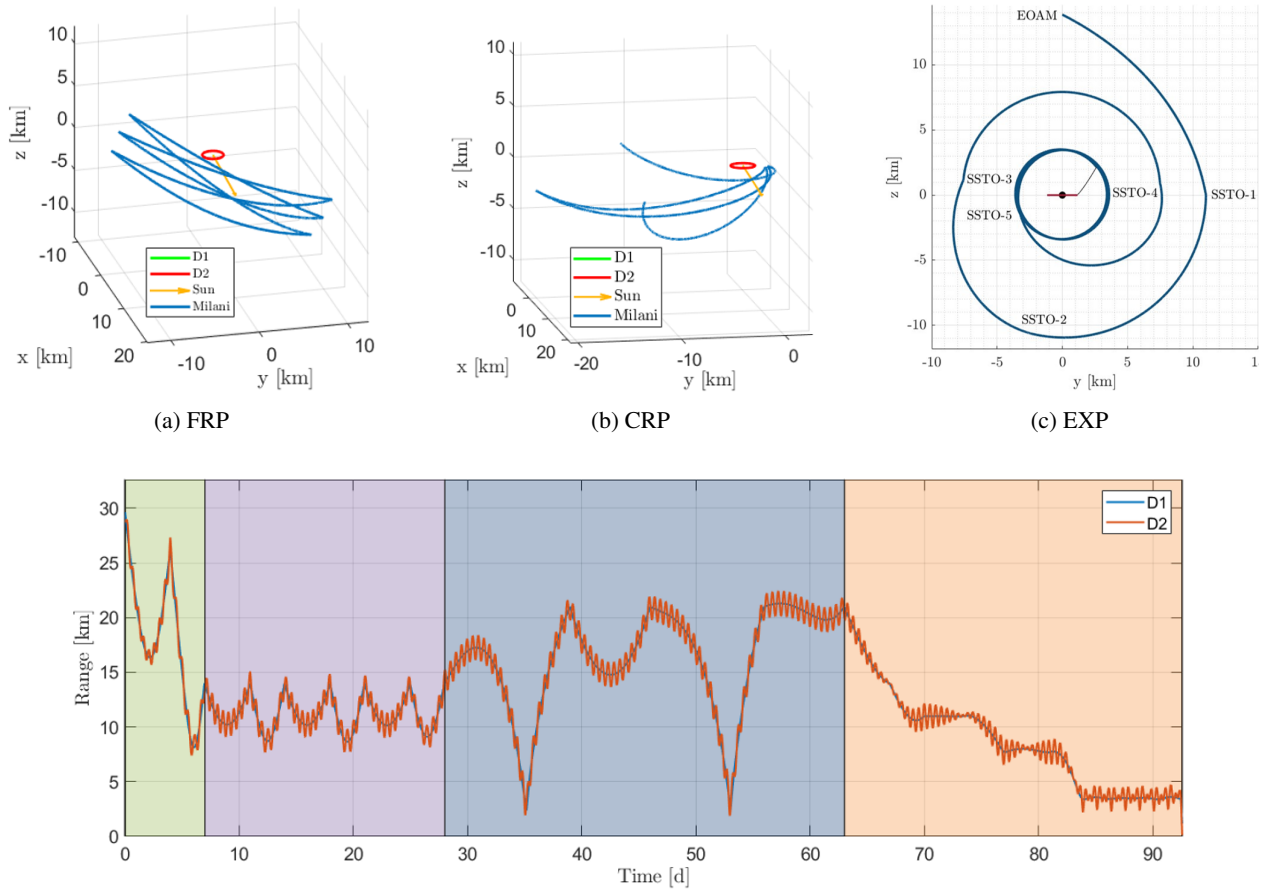 10
5
0
-5
-10
z [km]
-10
0
10
20
x [km]
-10
0
10
y [km]
D1
D2
Sun
Milani
(a) FRP
10
5
0
-5
-10
z [km]
0
10
20
x [km]
-20
-10
0
y [km]
D1
D2
Sun
Milani
(b) CRP
EOAM
10
5
0
-5
-10
z [km]
SSTO-3
SSTO-4
SSTO-1
SSTO-5
SSTO-2
-10
-5
0
5
10
1
y [km]
(c) EXP
30
25
20
15
10
5
0
Range [km]
D1
D2
0
10
20
30
40
50
60
70
80
90
Time [d]